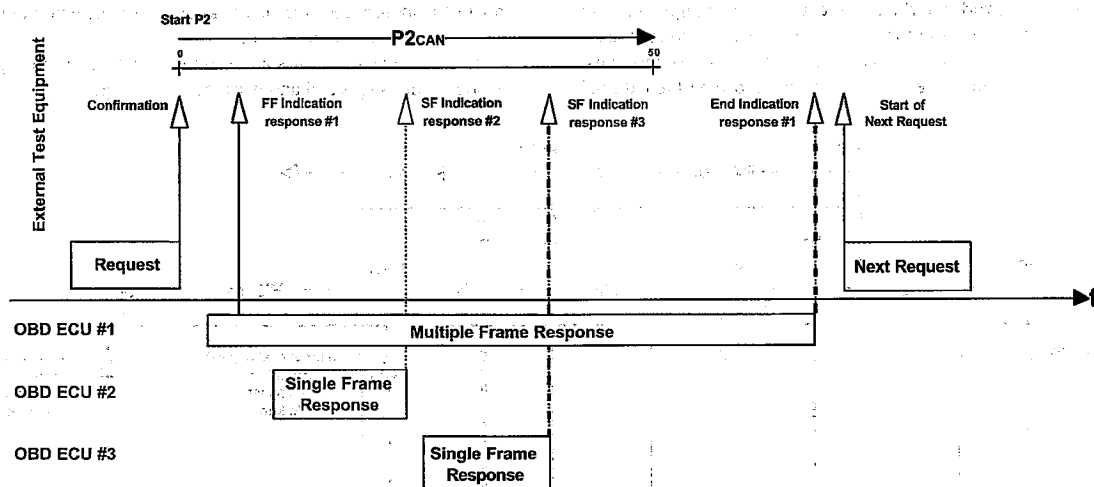 Start P2
P2CAN
0
50
External Test Equipment
Confirmation
FF Indication
response #1
SF Indication
response #2
SF Indication
response #3
End Indication
response #1
Start of
Next Request
Request
Next Request
t
OBD ECU #1
Multiple Frame Response
OBD ECU #2
Single Frame
Response
OBD ECU #3
Single Frame
Response